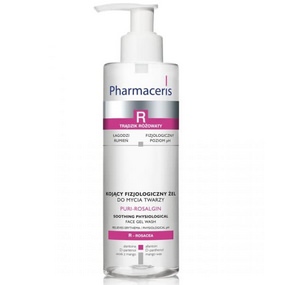 Pharmaceris
R
TRĄDZIK RÓŻOWATY
ŁAGODZI FIZJOLOGICZNY
RUMIEŃ POZIOM pH
KOJĄCY FIZJOLOGICZNY ŻEL
DO MYCIA TWARZY
PURI-ROSALGIN
SOOTHING PHYSIOLOGICAL
FACE GEL WASH
R - ROSACEA